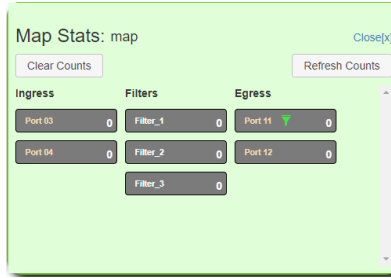 Map Stats: map
Close[x]
Clear Counts
Refresh Counts
Ingress Filters Egress
Port 03 0 Filter_1 0 Port 11 0
Port 04 0 Filter_2 0 Port 12 0
Filter_3 0